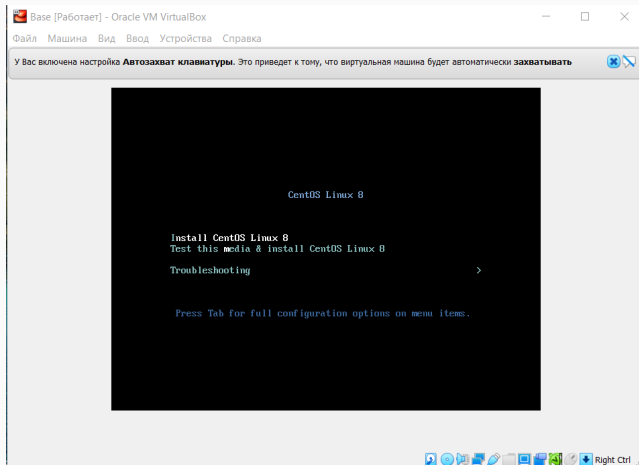 Base [Работает] - Oracle VM VirtualBox
Файл Машина Вид Ввод Устройства Справка
У Вас включена настройка Автозахват клавиатуры. Это приведет к тому, что виртуальная машина будет автоматически захватывать
CentOS Linux 8
Install CentOS Linux 8
Test this media & install CentOS Linux 8
Troubleshooting >
Press Tab for full configuration options on menu items.
Right Ctrl